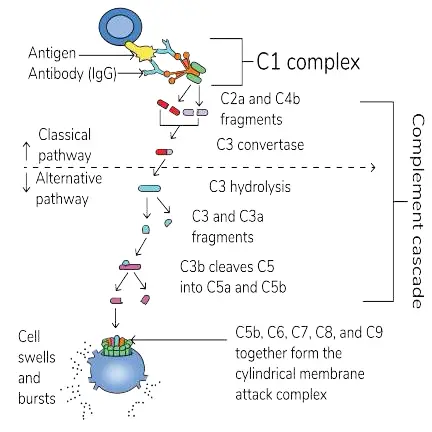 Antigen
Antibody (IgG)
C1 complex
C2a and C4b
fragments
C3 convertase
Classical
pathway
Alternative
pathway
C3 hydrolysis
C3 and C3a
fragments
C3b cleaves C5
into C5a and C5b
Complement cascade
Cell
swells
and
bursts
C5b, C6, C7, C8, and C9
together form the
cylindrical membrane
attack complex